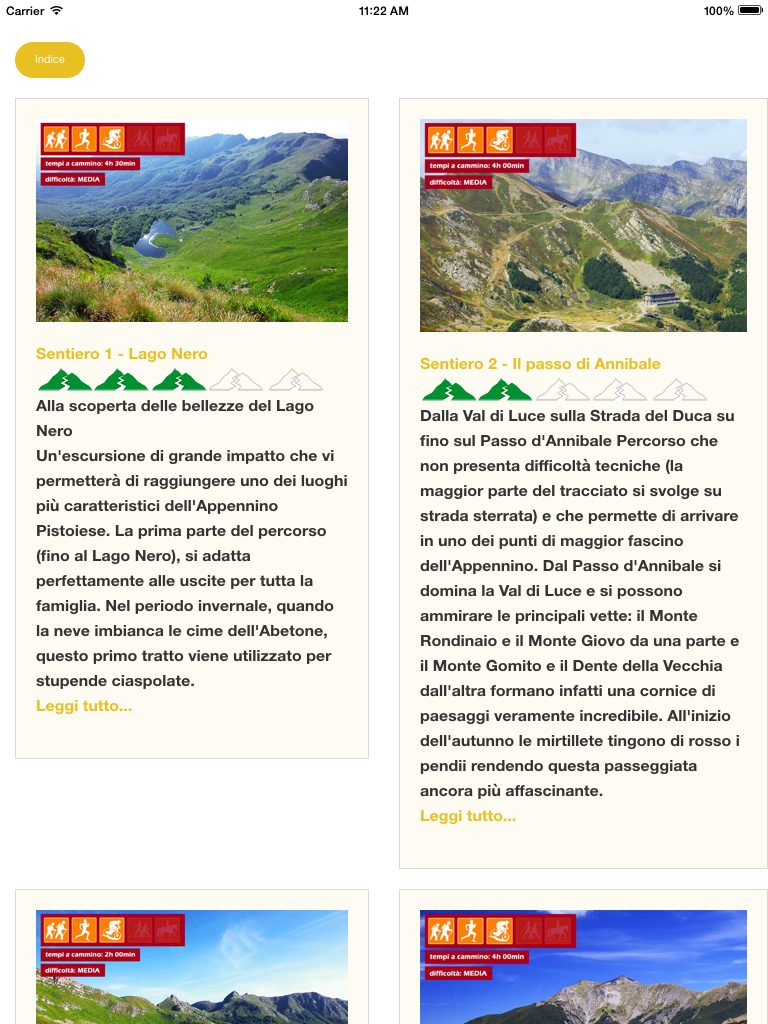 Carrier
11:22 AM
100%
Indice
tempi a cammino: 4h 30min
difficoltà: MEDIA
Sentiero 1 - Lago Nero
Alla scoperta delle bellezze del Lago
Nero
Un'escursione di grande impatto che vi
permetterà di raggiungere uno dei luoghi
più caratteristici dell'Appennino
Pistoiese. La prima parte del percorso
(fino al Lago Nero), si adatta
perfettamente alle uscite per tutta la
famiglia. Nel periodo invernale, quando
la neve imbianca le cime dell'Abetone,
questo primo tratto viene utilizzato per
stupende ciaspolate.
Leggi tutto...
tempi a cammino: 4h 00min
difficoltà: MEDIA
Sentiero 2 - Il passo di Annibale
Dalla Val di Luce sulla Strada del Duca su
fino sul Passo d'Annibale Percorso che
non presenta difficoltà tecniche (la
maggior parte del tracciato si svolge su
strada sterrata) e che permette di arrivare
in uno dei punti di maggior fascino
dell'Appennino. Dal Passo d'Annibale si
domina la Val di Luce e si possono
ammirare le principali vette: il Monte
Rondinaio e il Monte Giovo da una parte e
il Monte Gomito e il Dente della Vecchia
dall'altra formano infatti una cornice di
paesaggi veramente incredibile. All'inizio
dell'autunno le mirtillete tingono di rosso i
pendii rendendo questa passeggiata
ancora più affascinante.
Leggi tutto...
tempi a cammino: 2h 00min
difficoltà: MEDIA
tempi a cammino: 4h 00min
difficoltà: MEDIA